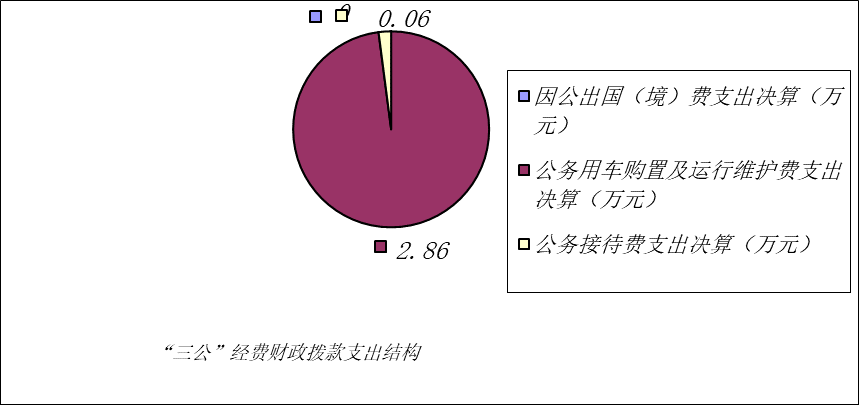 0
0.06
因公出国（境）费支出决算（万
元）
公务用车购置及运行维护费支出
决算（万元）
公务接待费支出决算（万元）
2.86
“三公”经费财政拨款支出结构